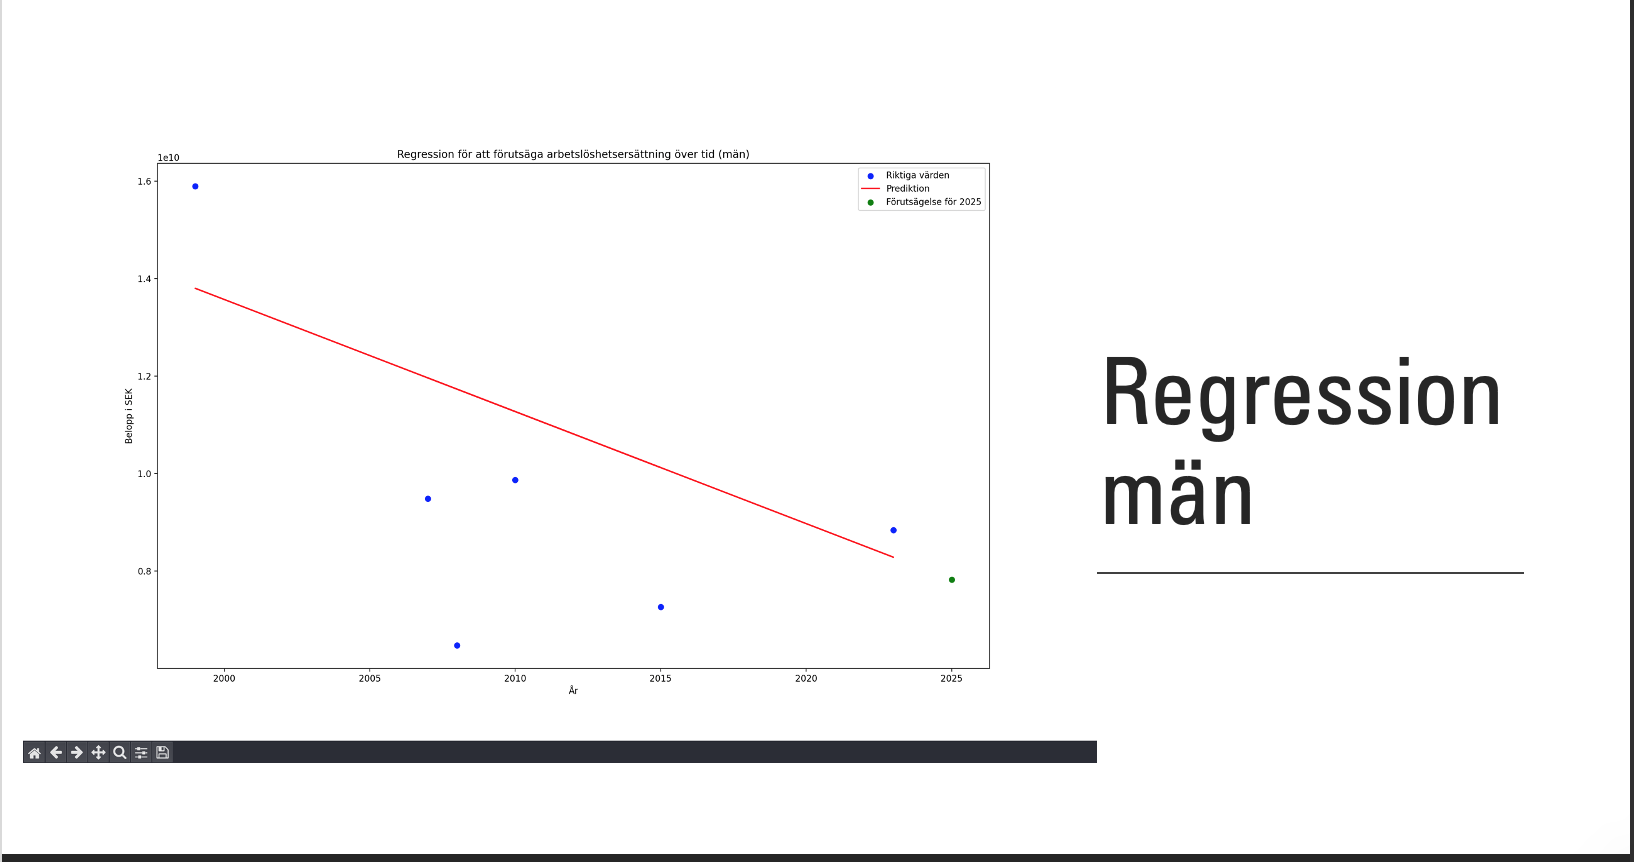 Regression för att förutsäga arbetslöshetsersättning över tid (män)
1e10
1.6
1.4
1.2
1.0
0.8
Belopp i SEK
Riktiga värden
Prediktion
Förutsägelse för 2025
2000 2005 2010 2015 2020 2025
År
Regression
män